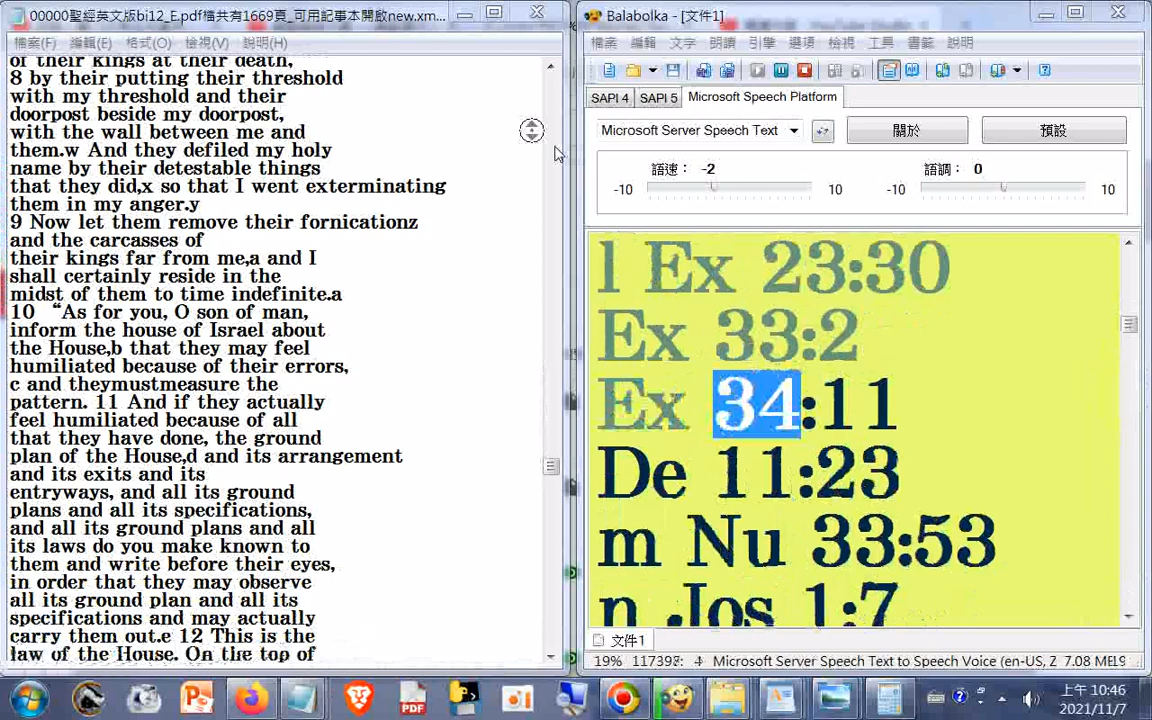 00000聖經英文版bi12_E.pdf檔共有1669頁_可用記事本開啟new.xm...
檔案(F) 編輯(E) 格式(O) 檢視(V) 說明(H)
of their kings at their death,
8 by their putting their threshold
with my threshold and their
doorpost beside my doorpost,
with the wall between me and
them.w And they defiled my holy
name by their detestable things
that they did,x so that I went exterminating
them in my anger.y
9 Now let them remove their fornicationz
and the carcasses of
their kings far from me,a and I
shall certainly reside in the
midst of them to time indefinite.a
10 “As for you, O son of man,
inform the house of Israel about
the House,b that they may feel
humiliated because of their errors,
c and theymustmeasure the
pattern. 11 And if they actually
feel humiliated because of all
that they have done, the ground
plan of the House,d and its arrangement
and its exits and its
entryways, and all its ground
plans and all its specifications,
and all its ground plans and all
its laws do you make known to
them and write before their eyes,
in order that they may observe
all its ground plan and all its
specifications and may actually
carry them out.e 12 This is the
law of the House. On the top of
Balabolka - [文件1]
檔案 編輯 文字 朗讀 引擎 選項 檢視 工具 書籤 說明
SAPI 4 SAPI 5 Microsoft Speech Platform
Microsoft Server Speech Text 關於 預設
語速: -2 語調: 0
-10 10 -10 10
l Ex 23:30
Ex 33:2
Ex 34:11
De 11:23
m Nu 33:53
n Jos 1:7
文件1
19% Microsoft Server Speech Text to Speech Voice (en-US, Z 7.08 ME
PDF
上午 10:46
2021/11/7